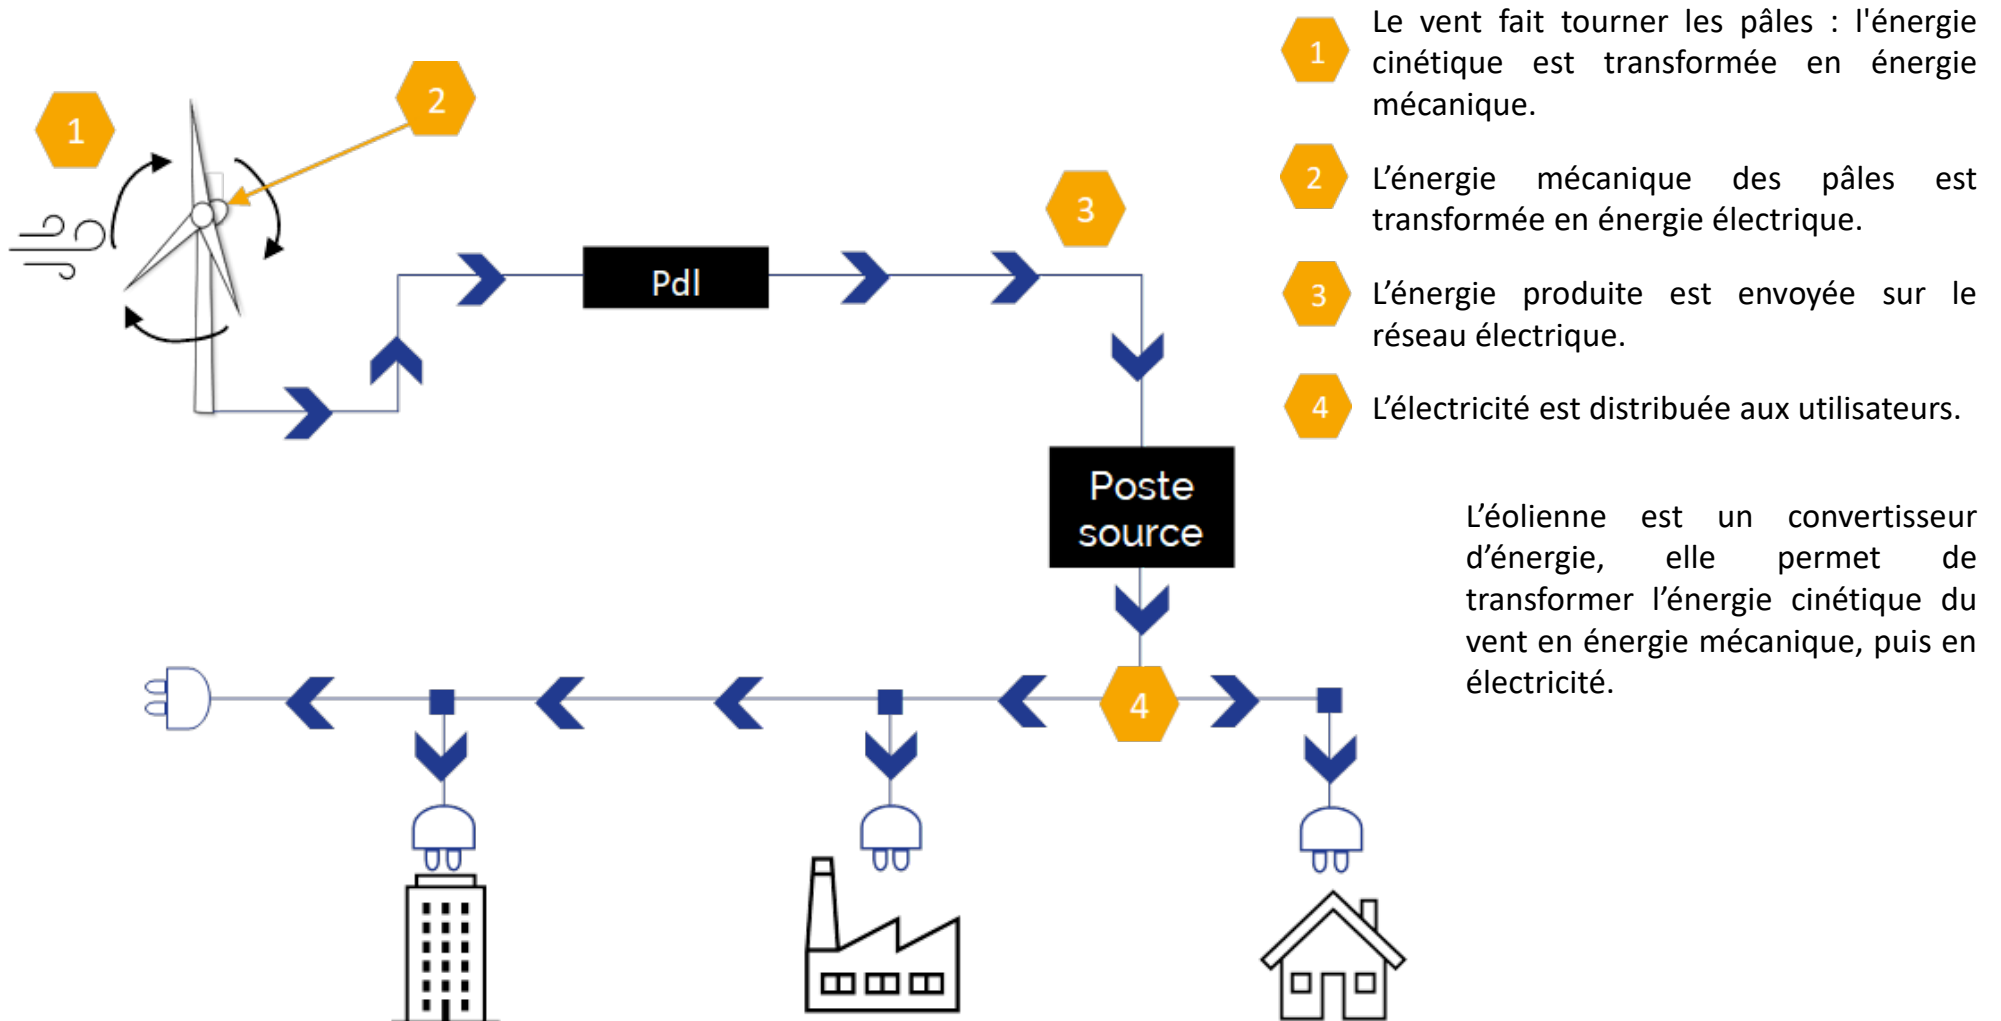 1
2
3
Pdl
Poste
source
4
1
Le vent fait tourner les pâles : l'énergie
cinétique est transformée en énergie
mécanique.
2
L’énergie mécanique des pâles est
transformée en énergie électrique.
3
L’énergie produite est envoyée sur le
réseau électrique.
4
L’électricité est distribuée aux utilisateurs.
L’éolienne est un convertisseur
d’énergie, elle permet de
transformer l’énergie cinétique du
vent en énergie mécanique, puis en
électricité.